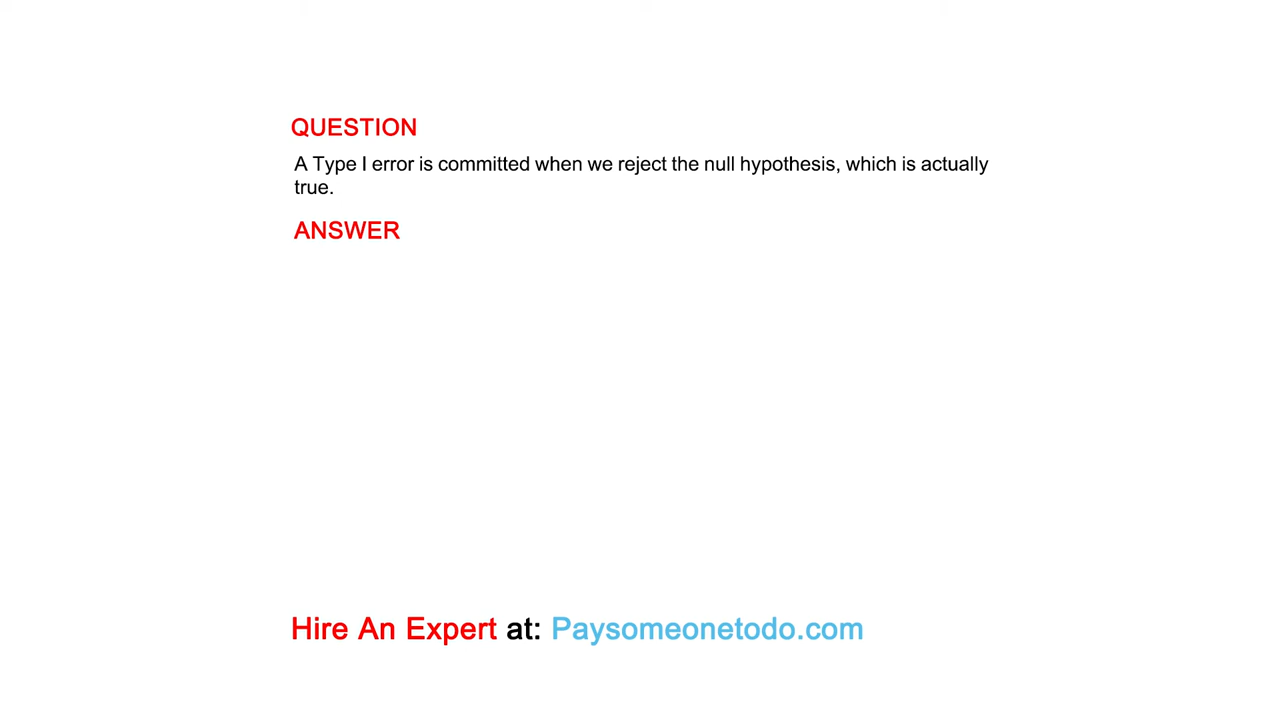 QUESTION
A Type I error is committed when we reject the null hypothesis, which is actually
true.
ANSWER
Hire An Expert at: Paysomeonetodo.com